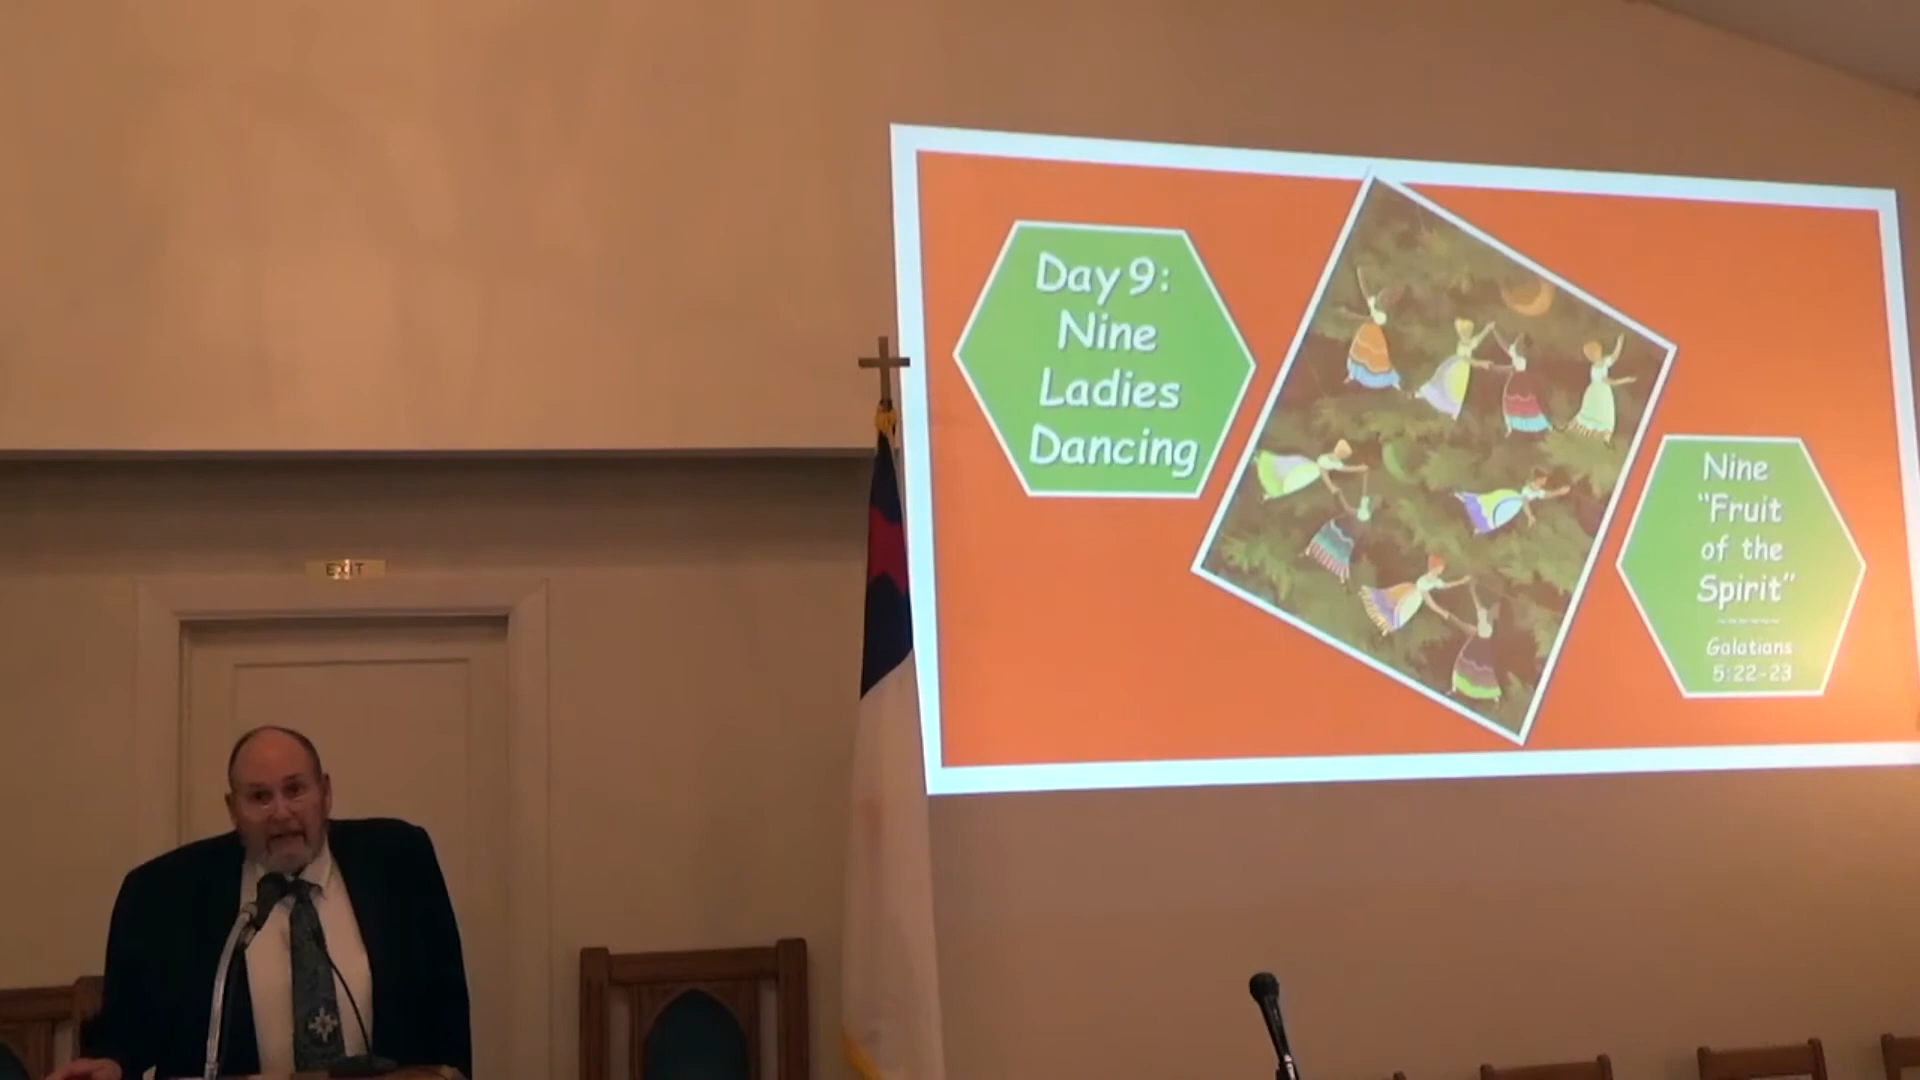 Day 9:
Nine
Ladies
Dancing
Nine
“Fruit
of the
Spirit”
~~~~~~
Galatians
5:22-23
EXIT